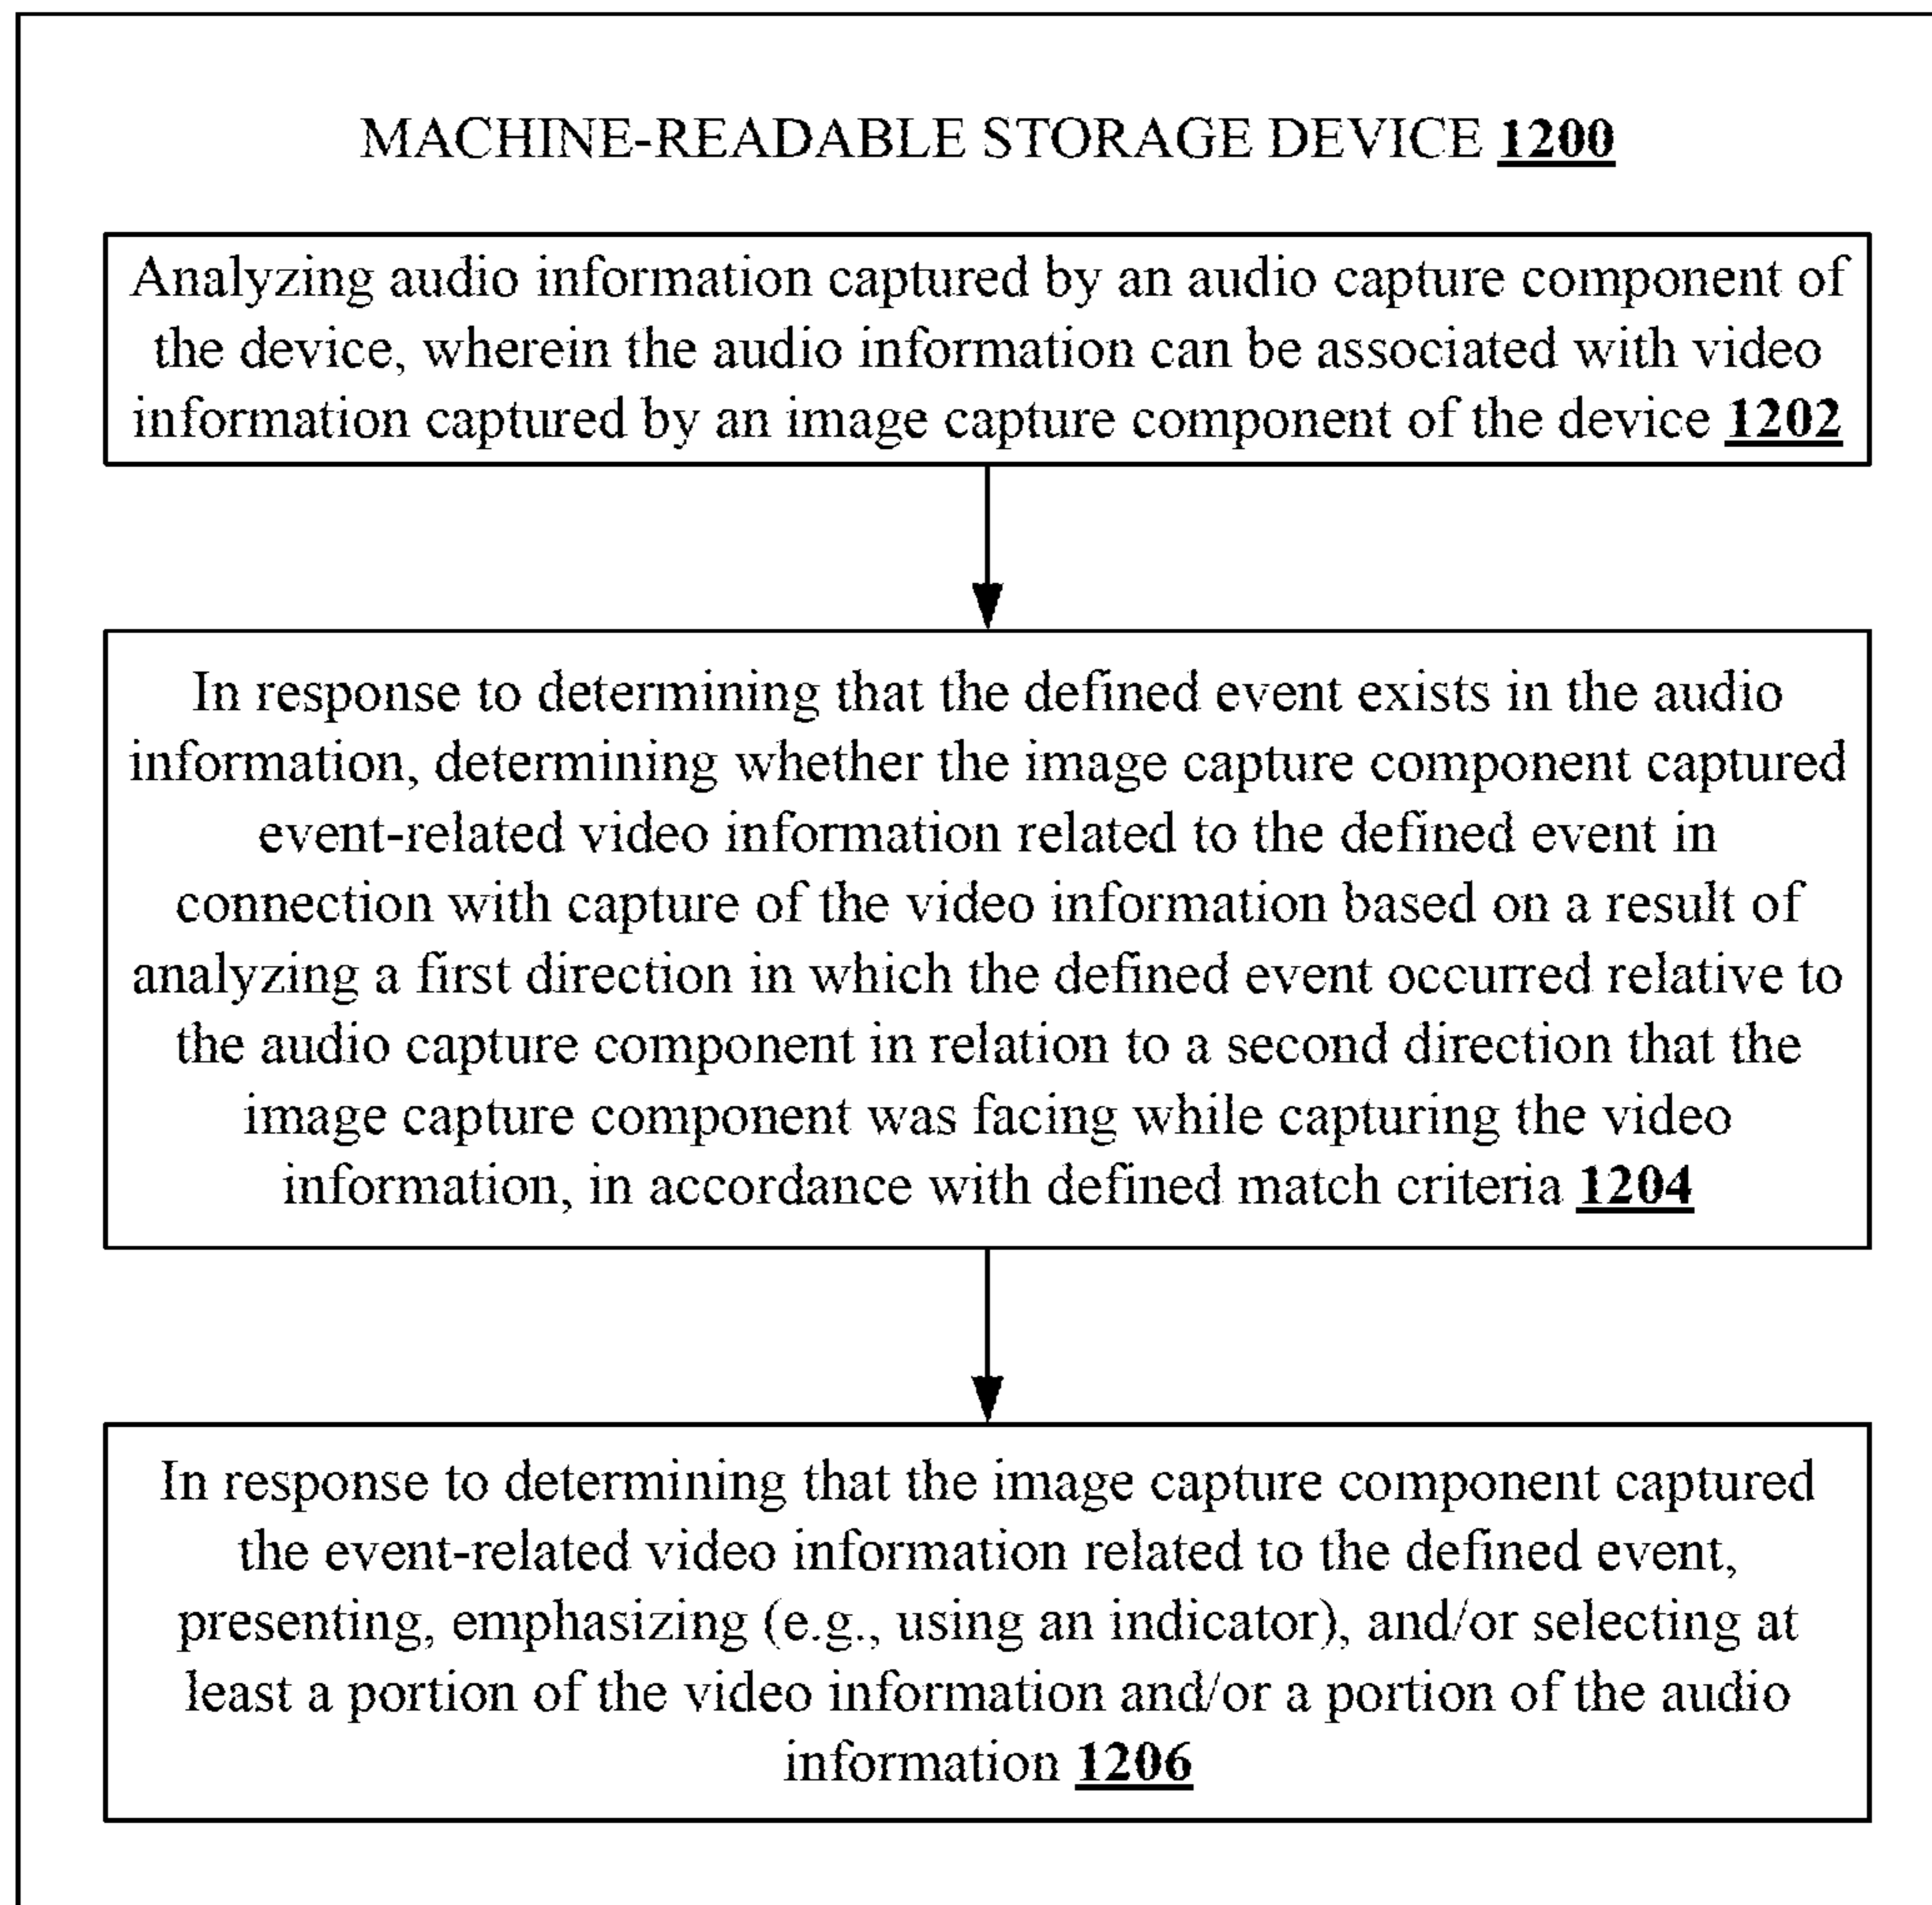 MACHINE-READABLE STORAGE DEVICE 1200
Analyzing audio information captured by an audio capture component of
the device, wherein the audio information can be associated with video
information captured by an image capture component of the device 1202
In response to determining that the defined event exists in the audio
information, determining whether the image capture component captured
event-related video information related to the defined event in
connection with capture of the video information based on a result of
analyzing a first direction in which the defined event occurred relative to
the audio capture component in relation to a second direction that the
image capture component was facing while capturing the video
information, in accordance with defined match criteria 1204
In response to determining that the image capture component captured
the event-related video information related to the defined event,
presenting, emphasizing (e.g., using an indicator), and/or selecting at
least a portion of the video information and/or a portion of the audio
information 1206